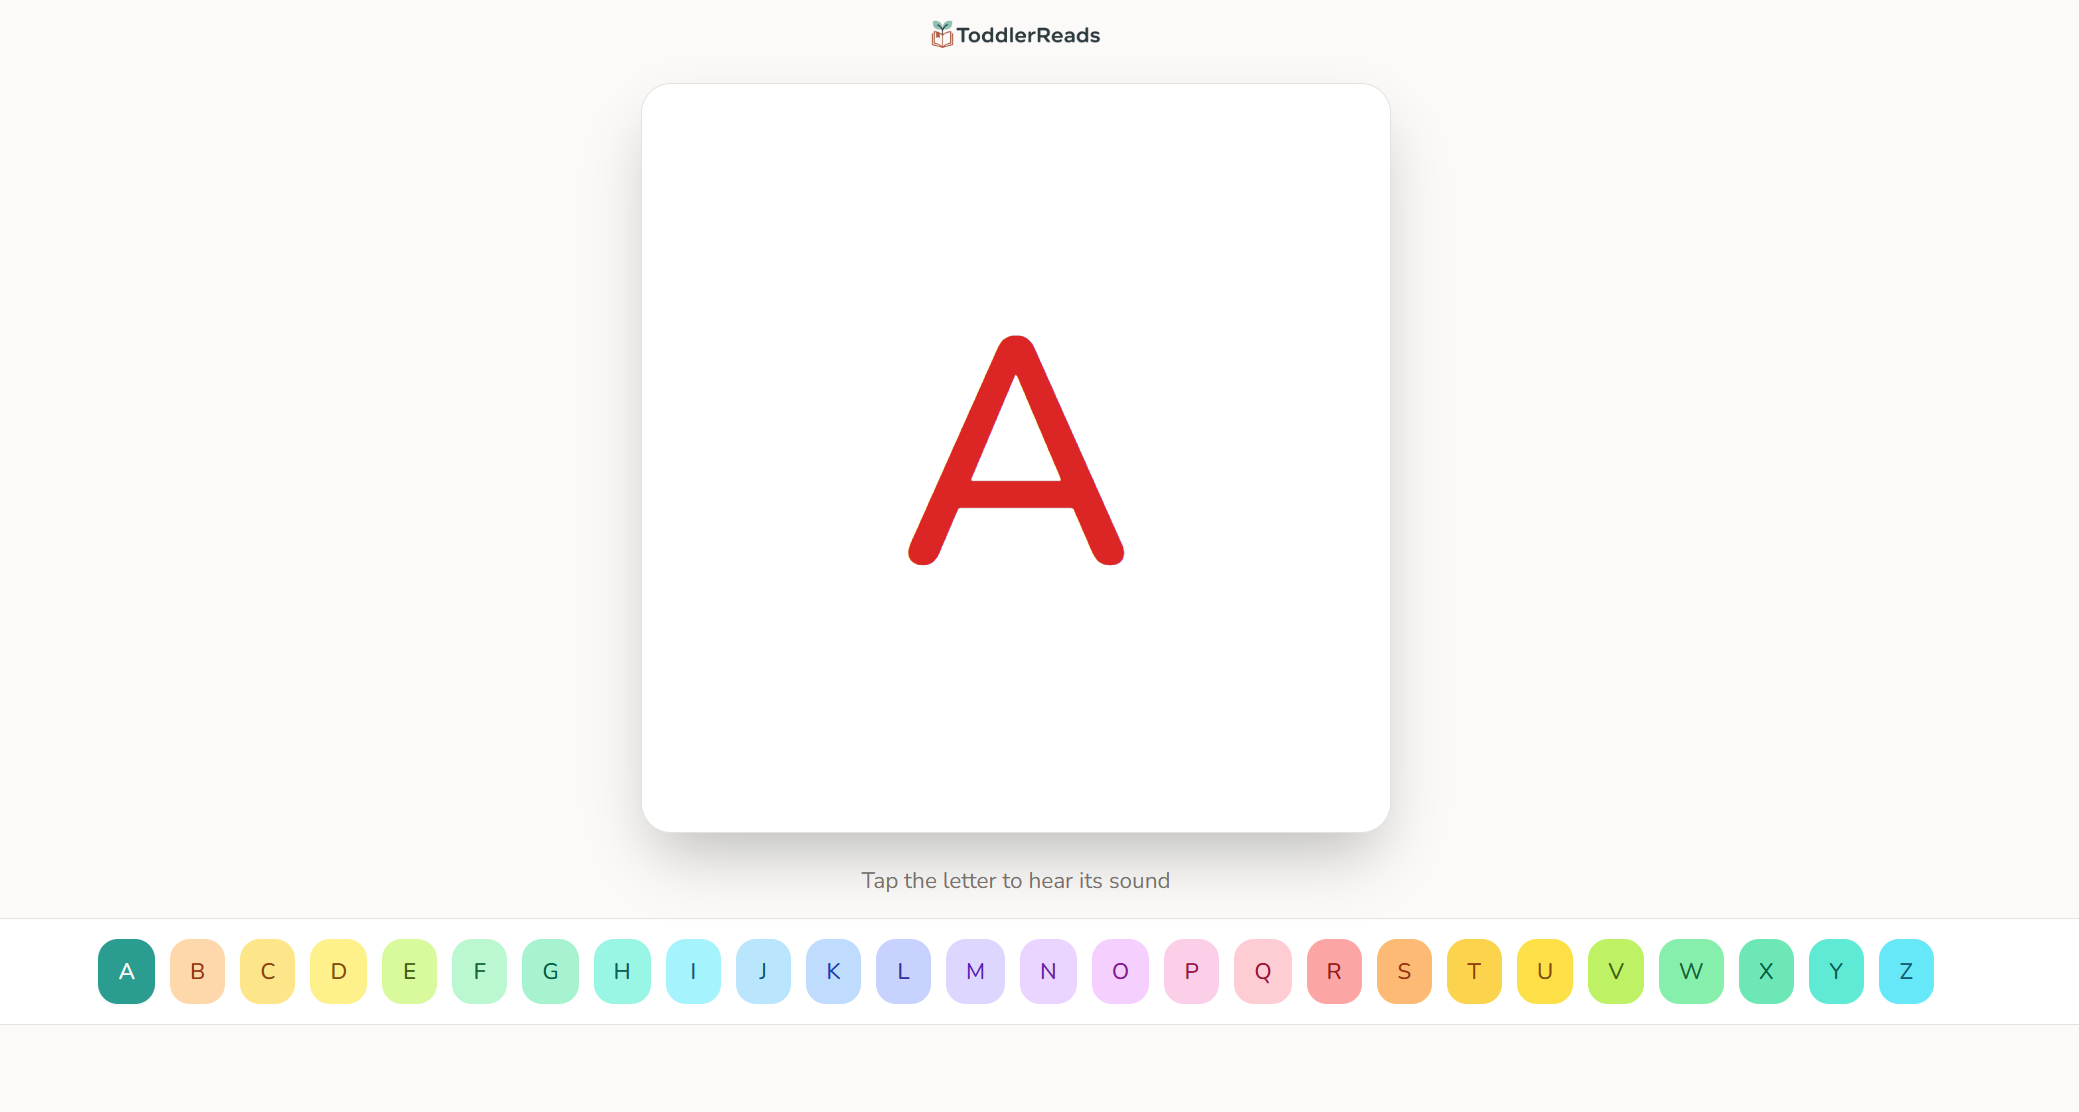 ToddlerReads
A
Tap the letter to hear its sound
A B C D E F G H I J K L M N O P Q R S T U V W X Y Z